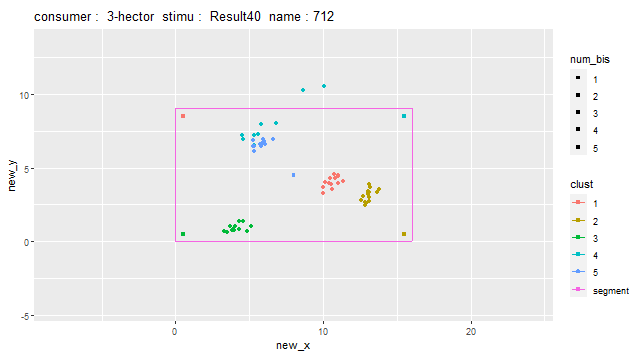 consumer :  3-hector  stimu :  Result40  name : 712
num_bis
1
2
3
4
5
clust
1
2
3
4
5
segment
new_y
10
5
0
-5
0
10
20
new_x